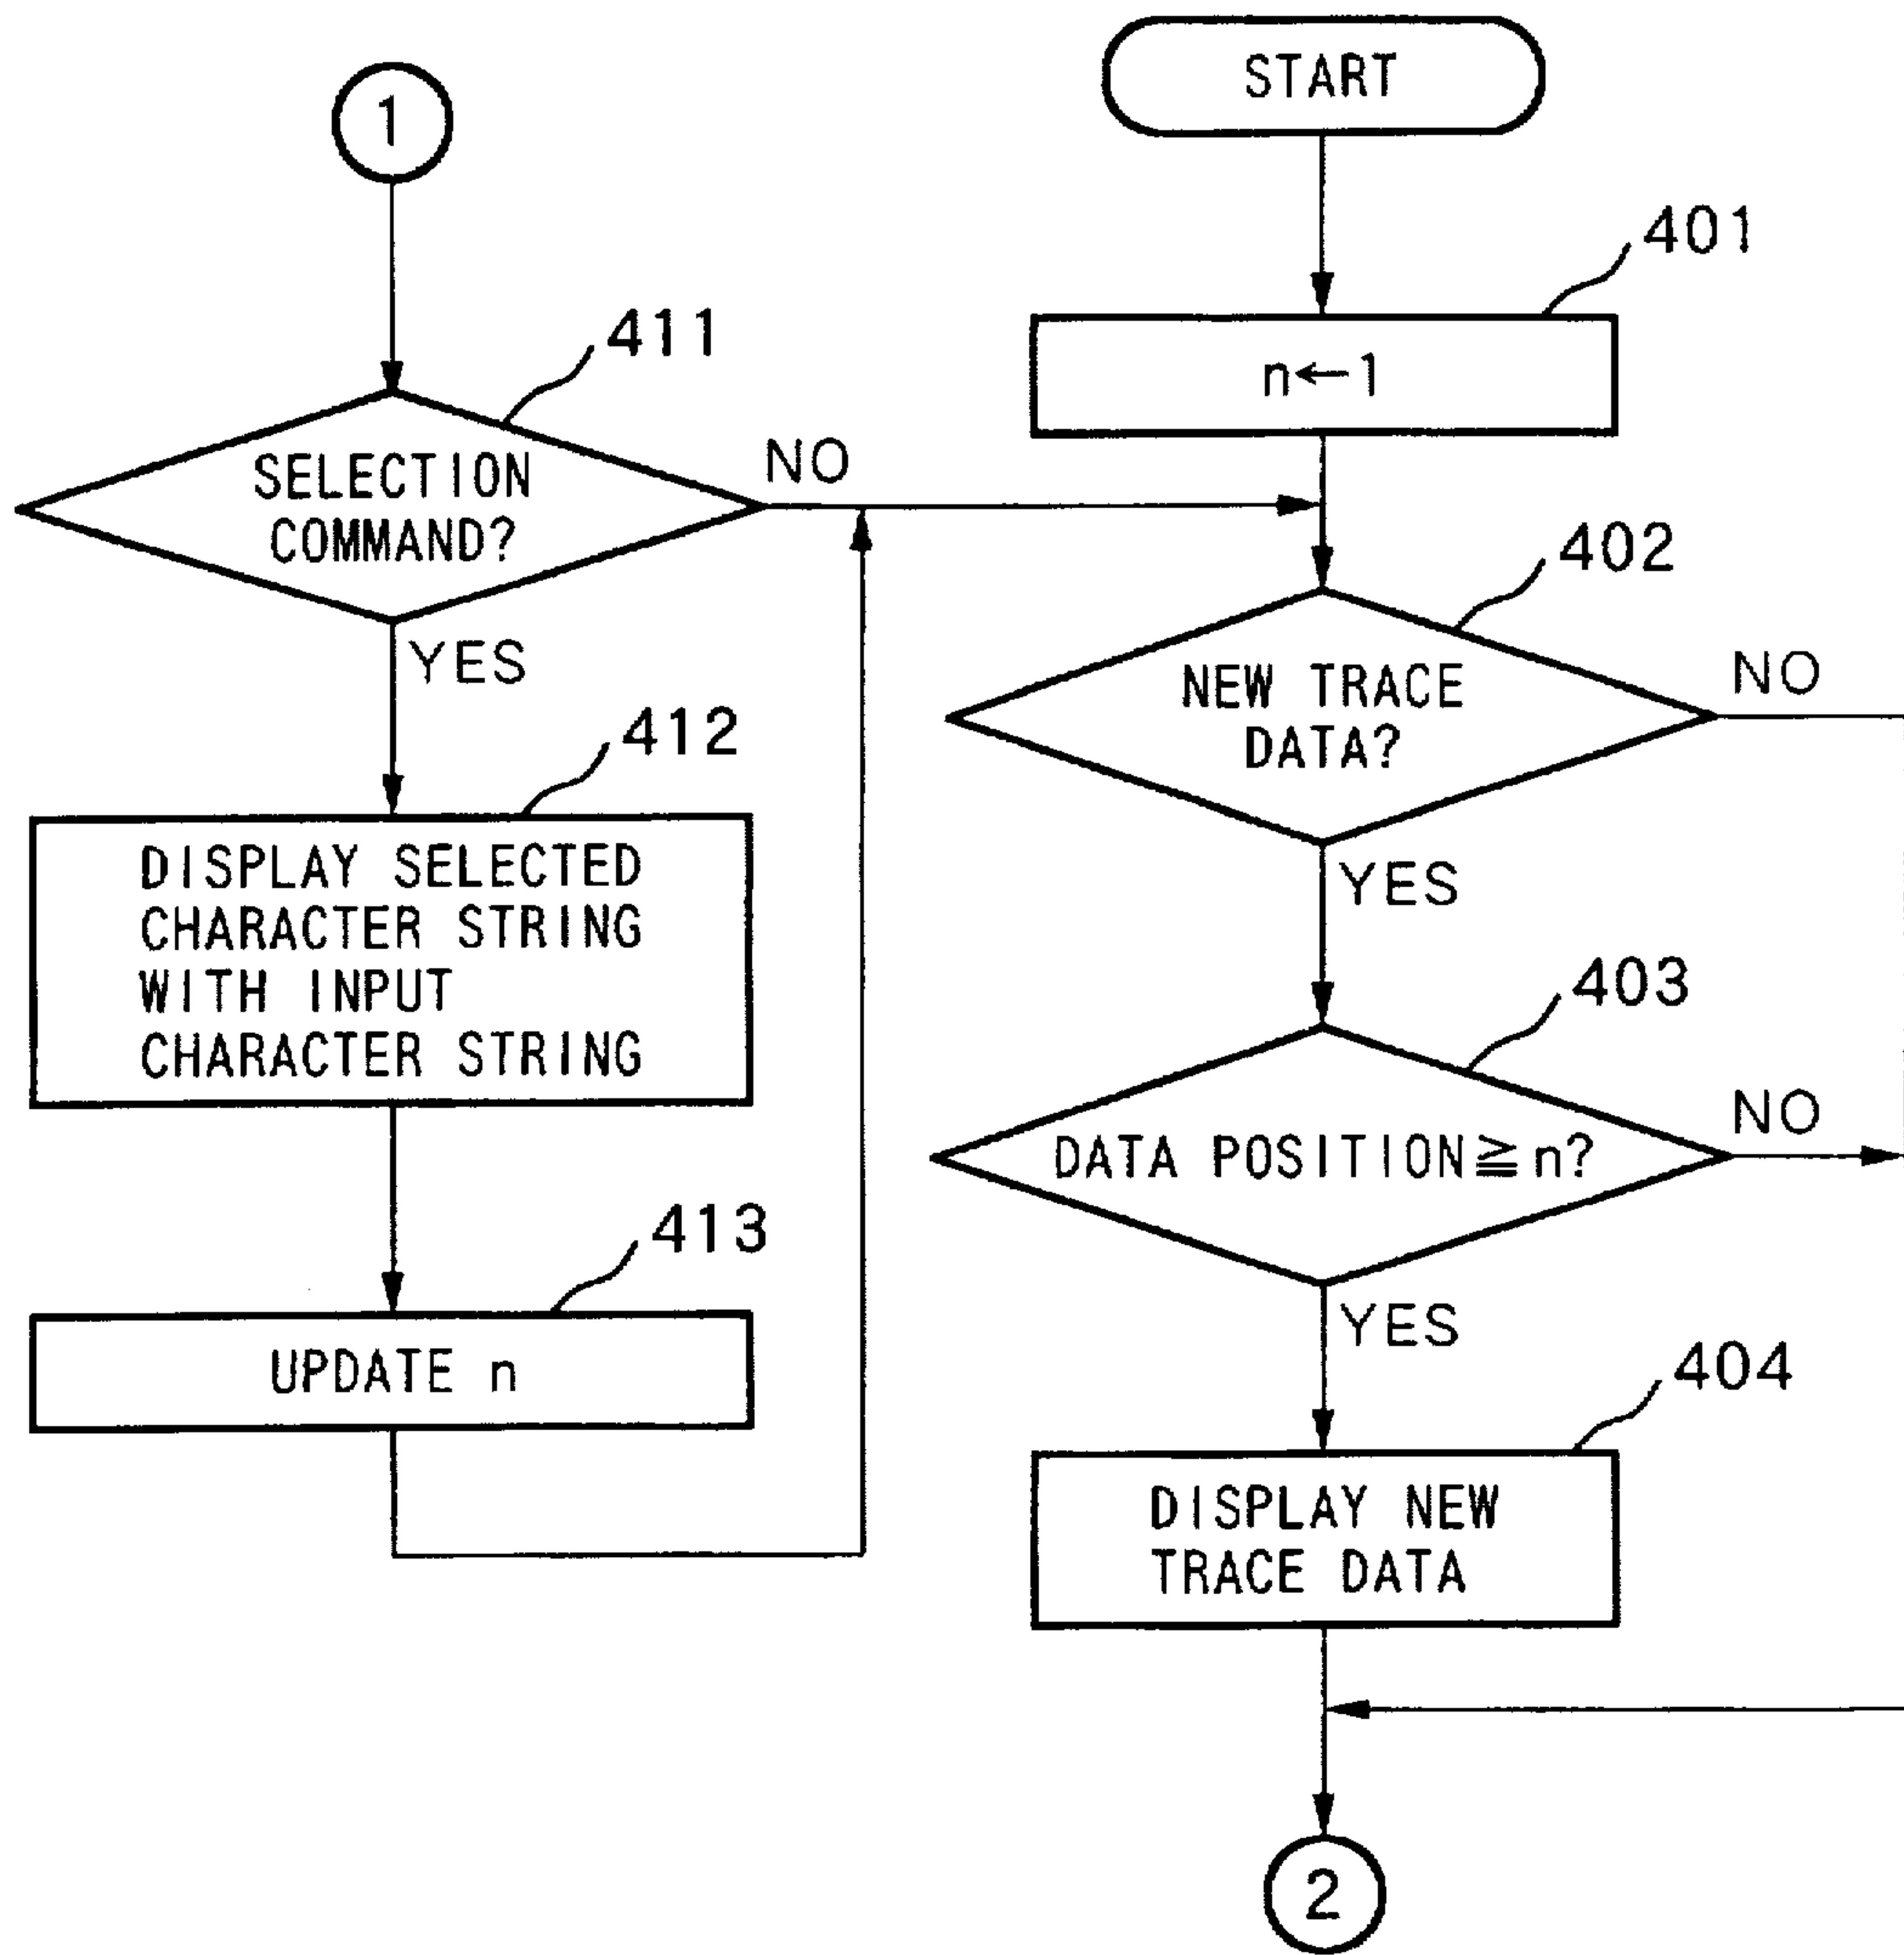 1
411
SELECTION
COMMAND?
NO
YES
412
DISPLAY SELECTED
CHARACTER STRING
WITH INPUT
CHARACTER STRING
413
UPDATE n
START
401
n←1
402
NEW TRACE
DATA?
NO
YES
403
DATA POSITION≧n?
NO
YES
404
DISPLAY NEW
TRACE DATA
2